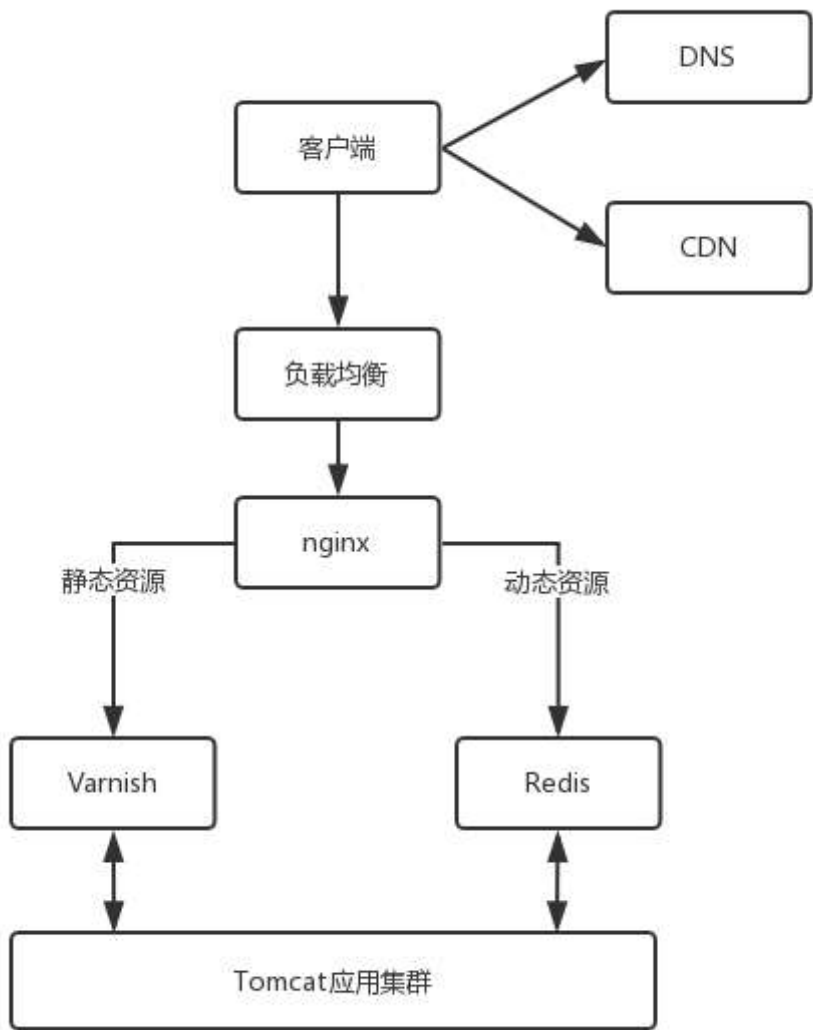 DNS
客户端
CDN
负载均衡
nginx
静态资源
动态资源
Varnish
Redis
Tomcat应用集群